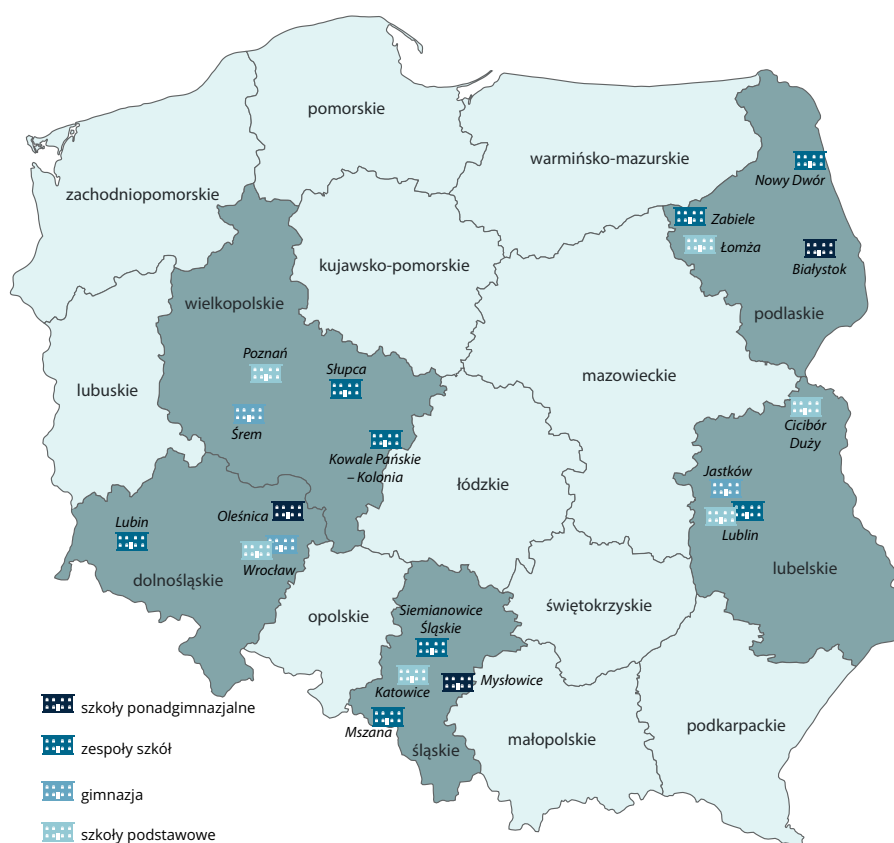 pomorskie
warmińsko-mazurskie
Nowy Dwór
zachodniopomorskie
Zabiele
Łomża
kujawsko-pomorskie
Białystok
wielkopolskie
podlaskie
Poznań
Słupca
mazowieckie
lubuskie
Śrem
Cicibór
Duży
Kowale Pańskie
– Kolonia
Jastków
łódzkie
Oleśnica
Lubin
Lublin
Wrocław
dolnośląskie
lubelskie
opolskie
Siemianowice
Śląskie
świętokrzyskie
Katowice
Mysłowice
Mszana
śląskie
małopolskie
podkarpackie
szkoły ponadgimnazjalne
zespoły szkół
gimnazja
szkoły podstawowe